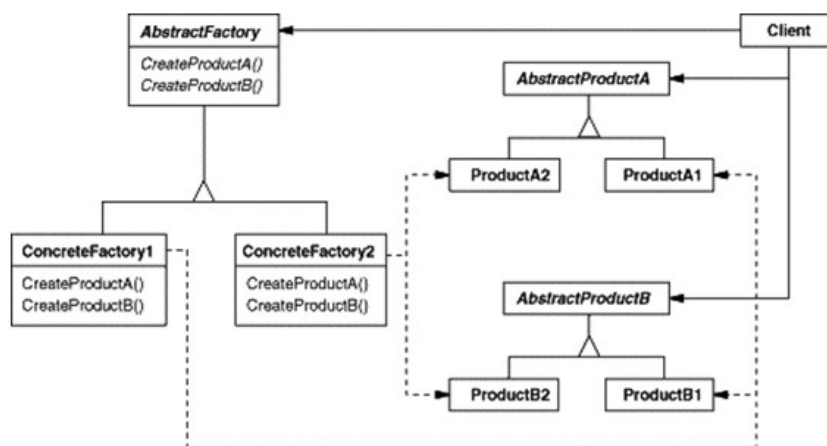 AbstractFactory
CreateProductA()
CreateProductB()
Client
AbstractProductA
ProductA2
ProductA1
ConcreteFactory1
CreateProductA()
CreateProductB()
ConcreteFactory2
CreateProductA()
CreateProductB()
AbstractProductB
ProductB2
ProductB1